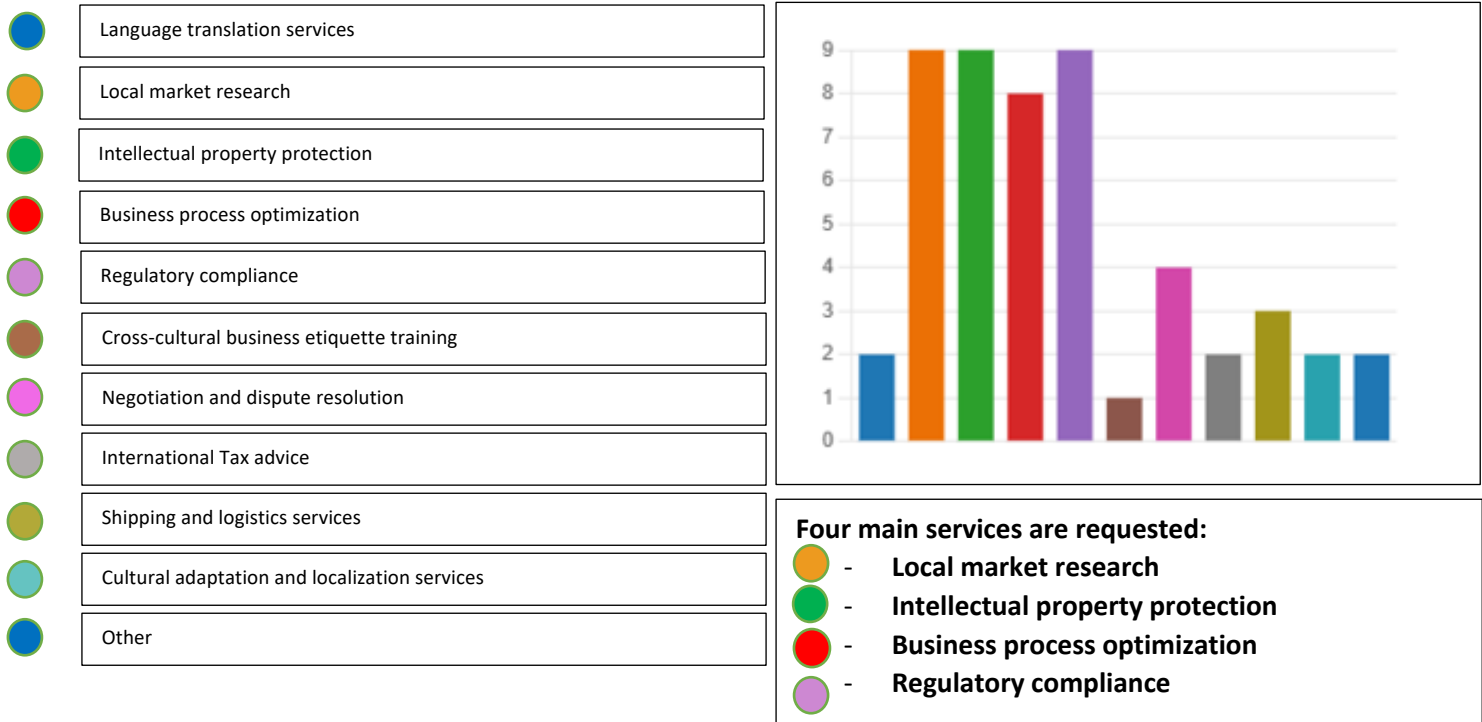 Language translation services
Local market research
Intellectual property protection
Business process optimization
Regulatory compliance
Cross-cultural business etiquette training
Negotiation and dispute resolution
International Tax advice
Shipping and logistics services
Cultural adaptation and localization services
Other
9
8
7
6
5
4
3
2
1
0
Four main services are requested:
- Local market research
- Intellectual property protection
- Business process optimization
- Regulatory compliance